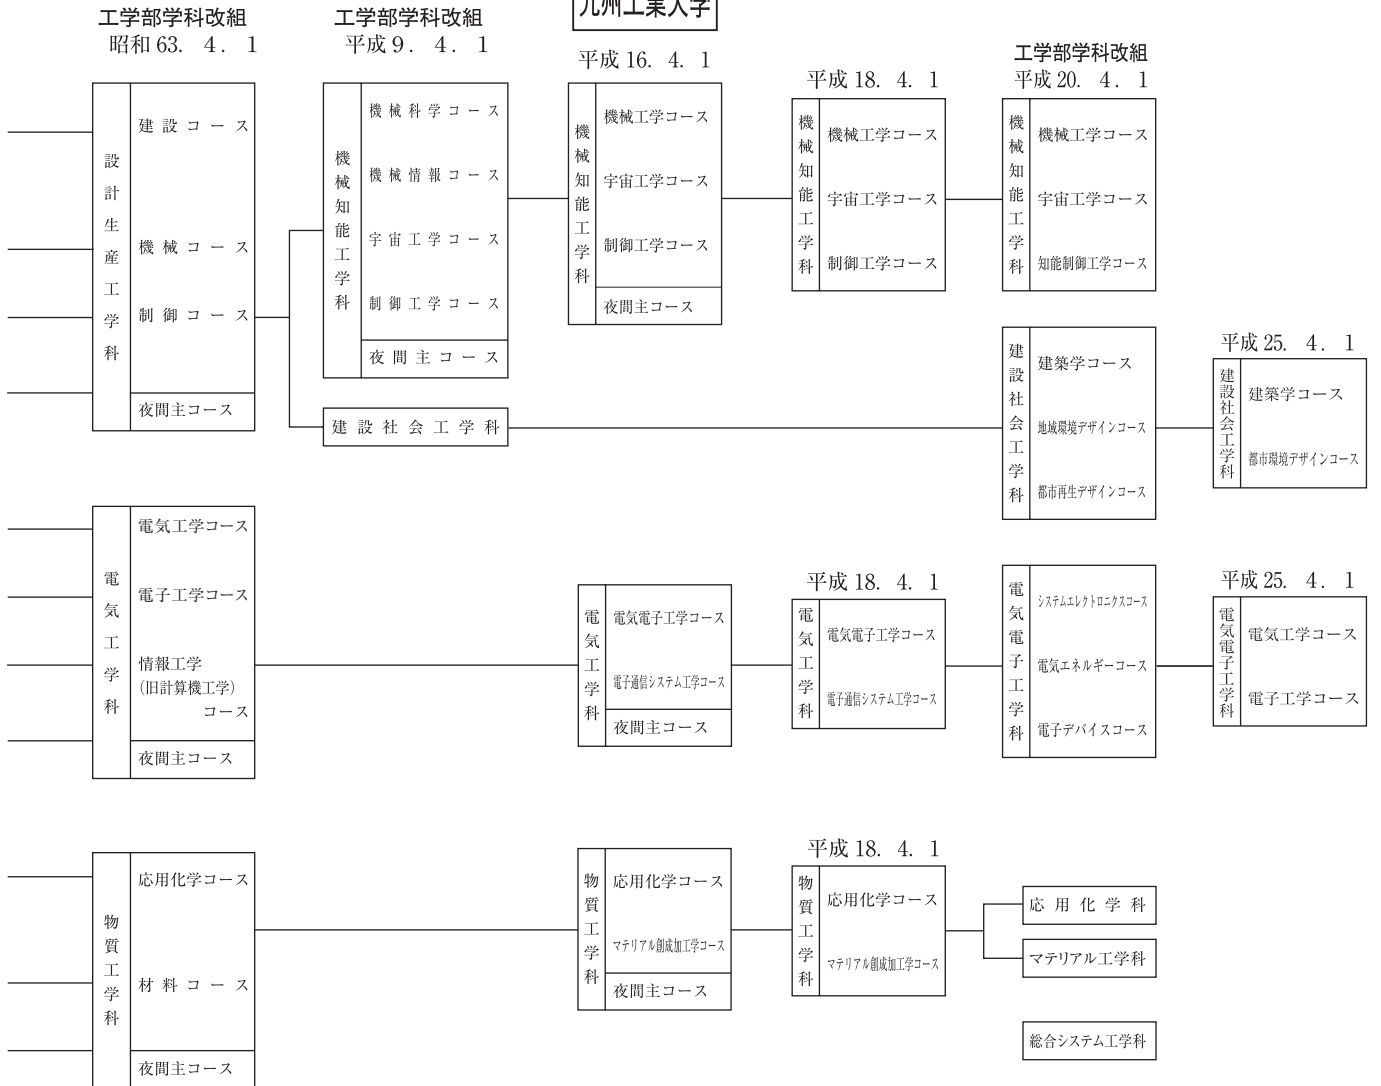 工学部学科改組
昭和 63. 4. 1
設計生産工学科
建設コース
機械コース
制御コース
夜間主コース
電気工学科
電気工学コース
電子工学コース
情報工学
(旧計算機工学)
コース
夜間主コース
物質工学科
応用化学コース
材料コース
夜間主コース
工学部学科改組
平成 9. 4. 1
機械知能工学科
機械科学コース
機械情報コース
宇宙工学コース
制御工学コース
夜間主コース
建設社会工学科
九州工業大学
平成 16. 4. 1
機械知能工学科
機械工学コース
宇宙工学コース
制御工学コース
夜間主コース
電気工学科
電気電子工学コース
電子通信システム工学コース
夜間主コース
物質工学科
応用化学コース
マテリアル創成加工学コース
夜間主コース
平成 18. 4. 1
機械知能工学科
機械工学コース
宇宙工学コース
制御工学コース
平成 18. 4. 1
電気工学科
電気電子工学コース
電子通信システム工学コース
平成 18. 4. 1
物質工学科
応用化学コース
マテリアル創成加工学コース
工学部学科改組
平成 20. 4. 1
機械知能工学科
機械工学コース
宇宙工学コース
知能制御工学コース
建設社会工学科
建築学コース
地域環境デザインコース
都市再生デザインコース
電気電子工学科
システムエレクトロニクスコース
電気エネルギーコース
電子デバイスコース
応用化学科
マテリアル工学科
総合システム工学科
平成 25. 4. 1
建設社会工学科
建築学コース
都市環境デザインコース
平成 25. 4. 1
電気電子工学科
電気工学コース
電子工学コース